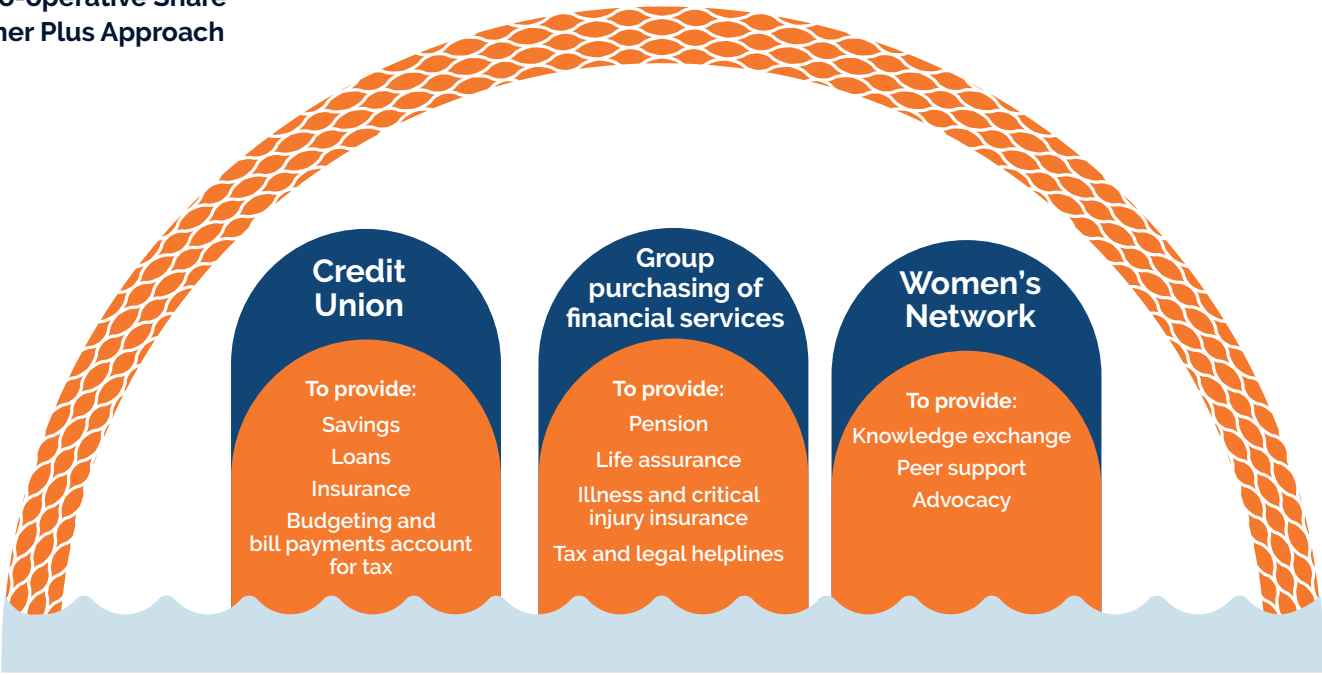 o-operative Share
Plus Approach
Credit
Union
To provide:
Savings
Loans
Insurance
Budgeting and
bill payments account
for tax
Group
purchasing of
financial services
To provide:
Pension
Life assurance
Illness and critical
injury insurance
Tax and legal helplines
Women’s
Network
To provide:
Knowledge exchange
Peer support
Advocacy